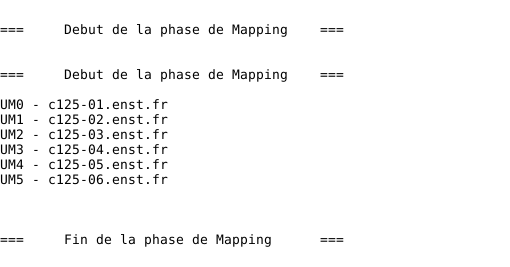 ===     Debut de la phase de Mapping    ===
===     Debut de la phase de Mapping    ===
UM0 - c125-01.enst.fr
UM1 - c125-02.enst.fr
UM2 - c125-03.enst.fr
UM3 - c125-04.enst.fr
UM4 - c125-05.enst.fr
UM5 - c125-06.enst.fr
===     Fin de la phase de Mapping      ===